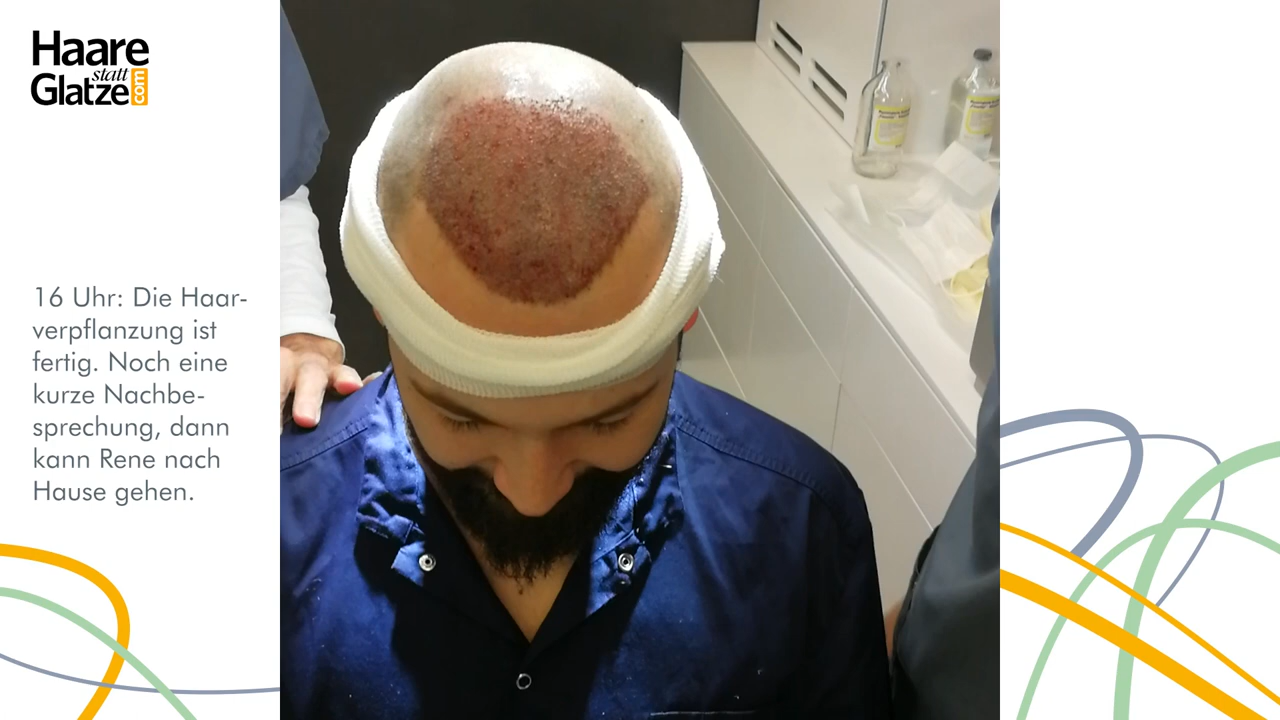 Haare
statt
Glatze.com
16 Uhr: Die Haar-
verpflanzung ist
fertig. Noch eine
kurze Nachbe-
sprechung, dann
kann Rene nach
Hause gehen.